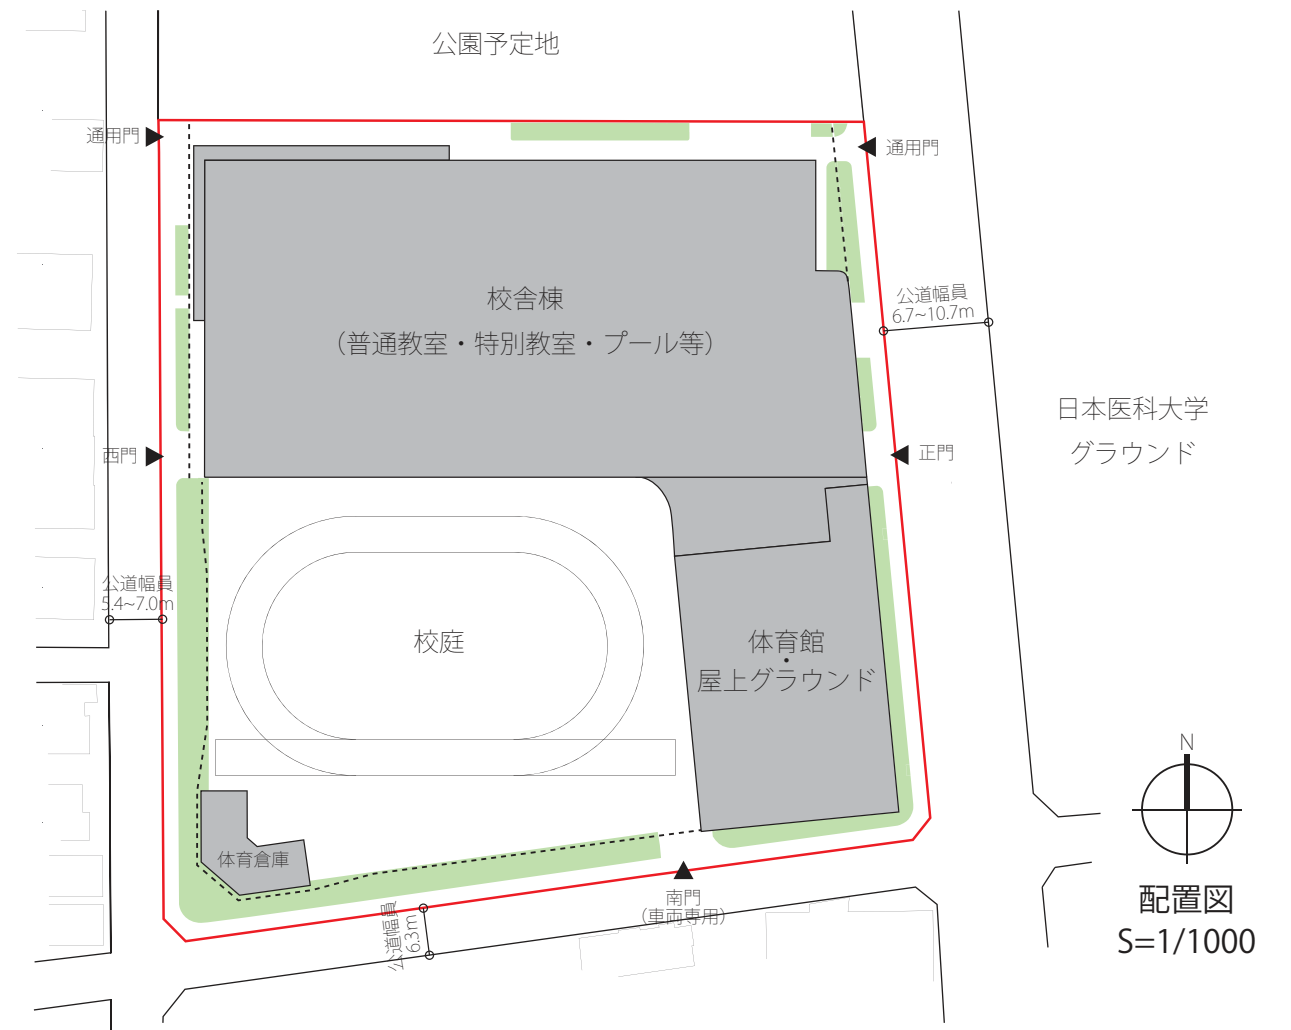 公園予定地
通用門
通用門
校舎棟
（普通教室・特別教室・プール等）
公道幅員
6.7~10.7m
日本医科大学
グラウンド
西門
正門
公道幅員
5.4~7.0m
校庭
体育館
・
屋上グラウンド
体育倉庫
南門
（車両専用）
公道幅員
6.3m
N
配置図
S=1/1000